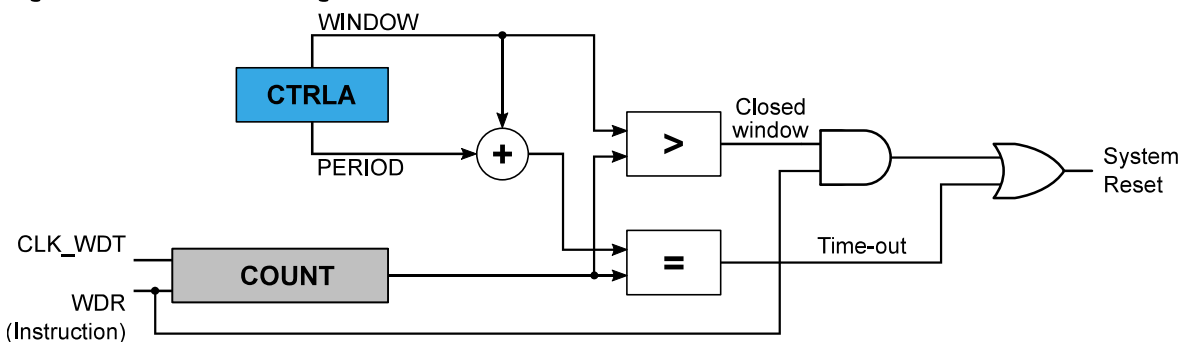 WINDOW
CTRLA
PERIOD
+
>
Closed
window
System
Reset
CLK_WDT
COUNT
=
Time-out
WDR
(Instruction)